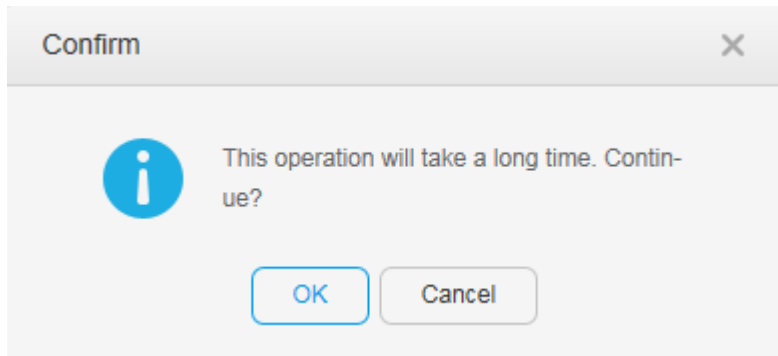 Confirm
This operation will take a long time. Contin-
ue?
OK
Cancel